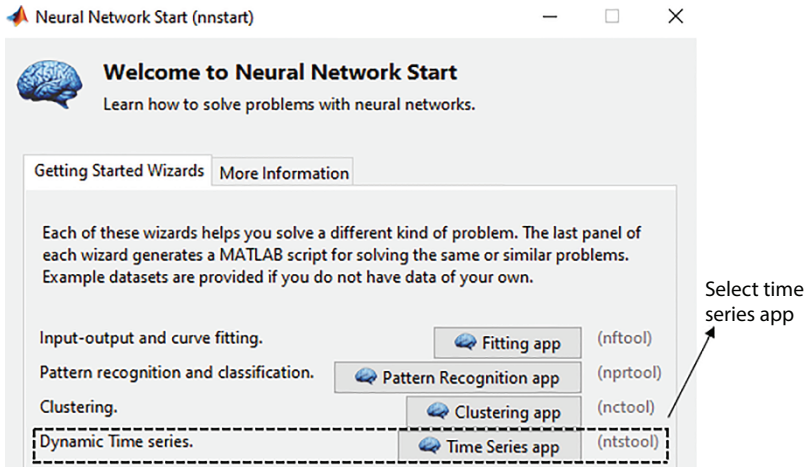 Neural Network Start (nnstart)
Welcome to Neural Network Start
Learn how to solve problems with neural networks.
Getting Started Wizards More Information
Each of these wizards helps you solve a different kind of problem. The last panel of
each wizard generates a MATLAB script for solving the same or similar problems.
Example datasets are provided if you do not have data of your own.
Input-output and curve fitting. Fitting app (nftool)
Pattern recognition and classification. Pattern Recognition app (nprtool)
Clustering. Clustering app (nctool)
Dynamic Time series. Time Series app (ntstool)
Select time
series app